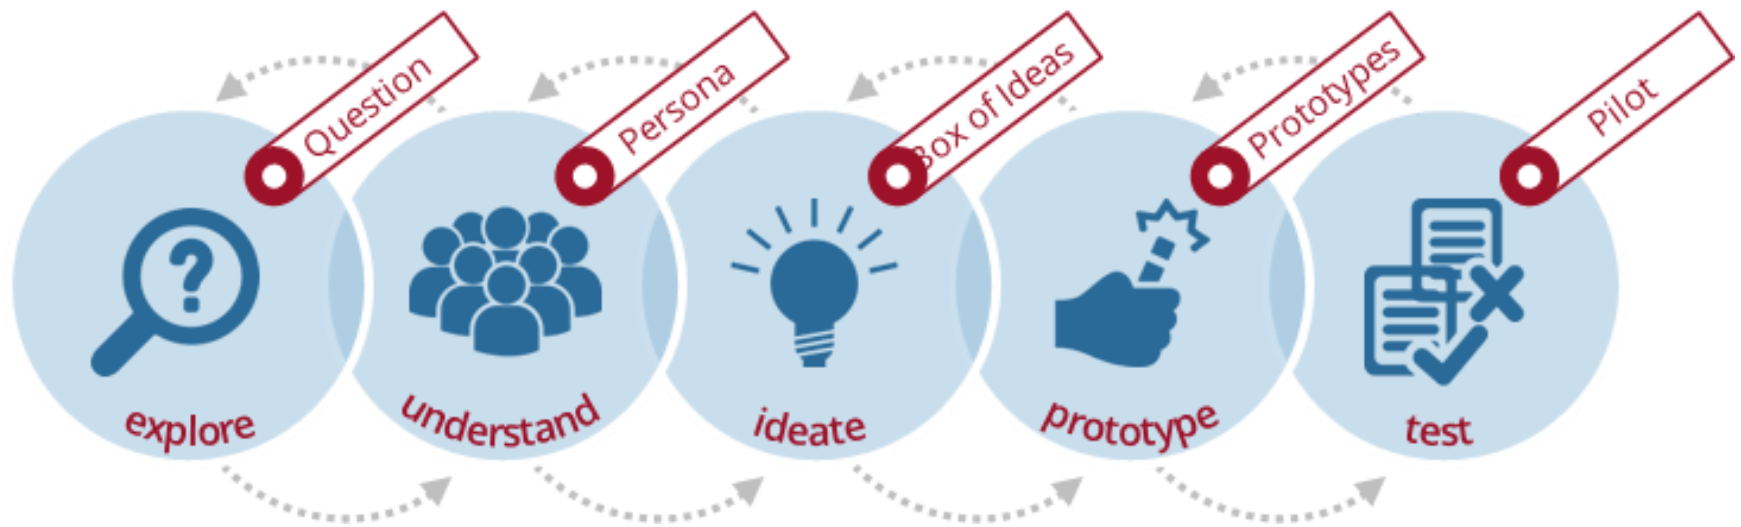 Question
Persona
Box of Ideas
Prototypes
Pilot
?
explore
understand
ideate
prototype
test